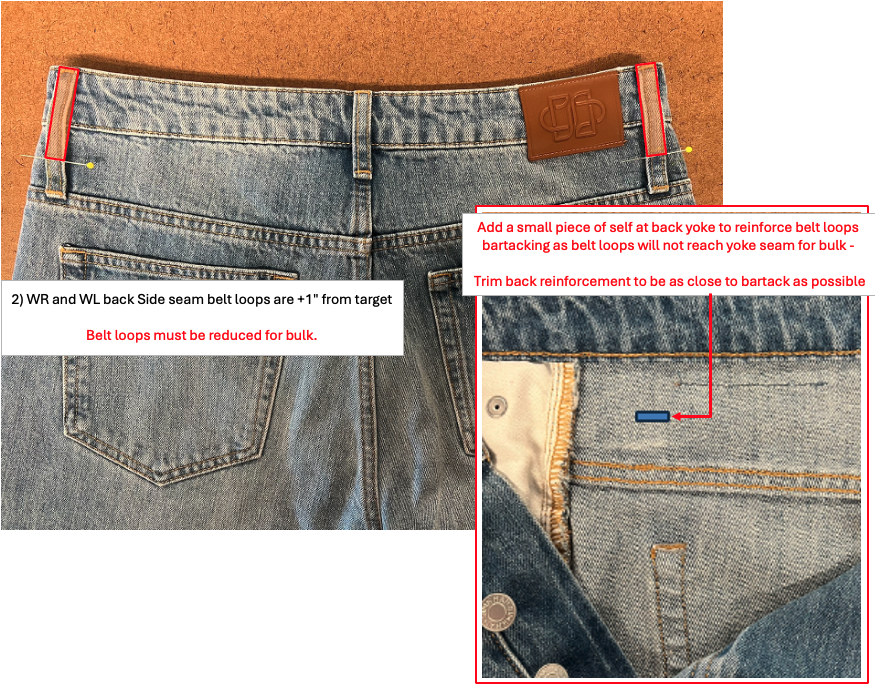 Add a small piece of self at back yoke to reinforce belt loops
bartacking as belt loops will not reach yoke seam for bulk -
Trim back reinforcement to be as close to bartack as possible
2) WR and WL back Side seam belt loops are +1" from target
Belt loops must be reduced for bulk.